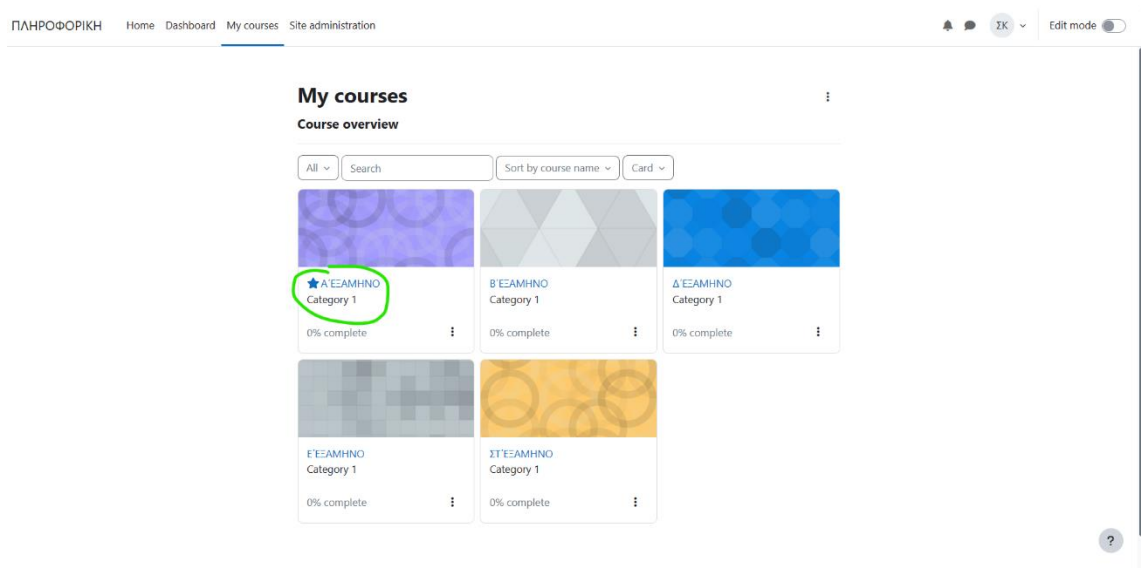 ΠΛΗΡΟΦΟΡΙΚΗ Home Dashboard My courses Site administration ΣΚ Edit mode
My courses
Course overview
All Search Sort by course name Card
Α΄ΕΞΑΜΗΝΟ Β΄ΕΞΑΜΗΝΟ Δ΄ΕΞΑΜΗΝΟ
Category 1 Category 1 Category 1
0% complete 0% complete 0% complete
Ε΄ΕΞΑΜΗΝΟ ΣΤ΄ΕΞΑΜΗΝΟ
Category 1 Category 1
0% complete 0% complete
?